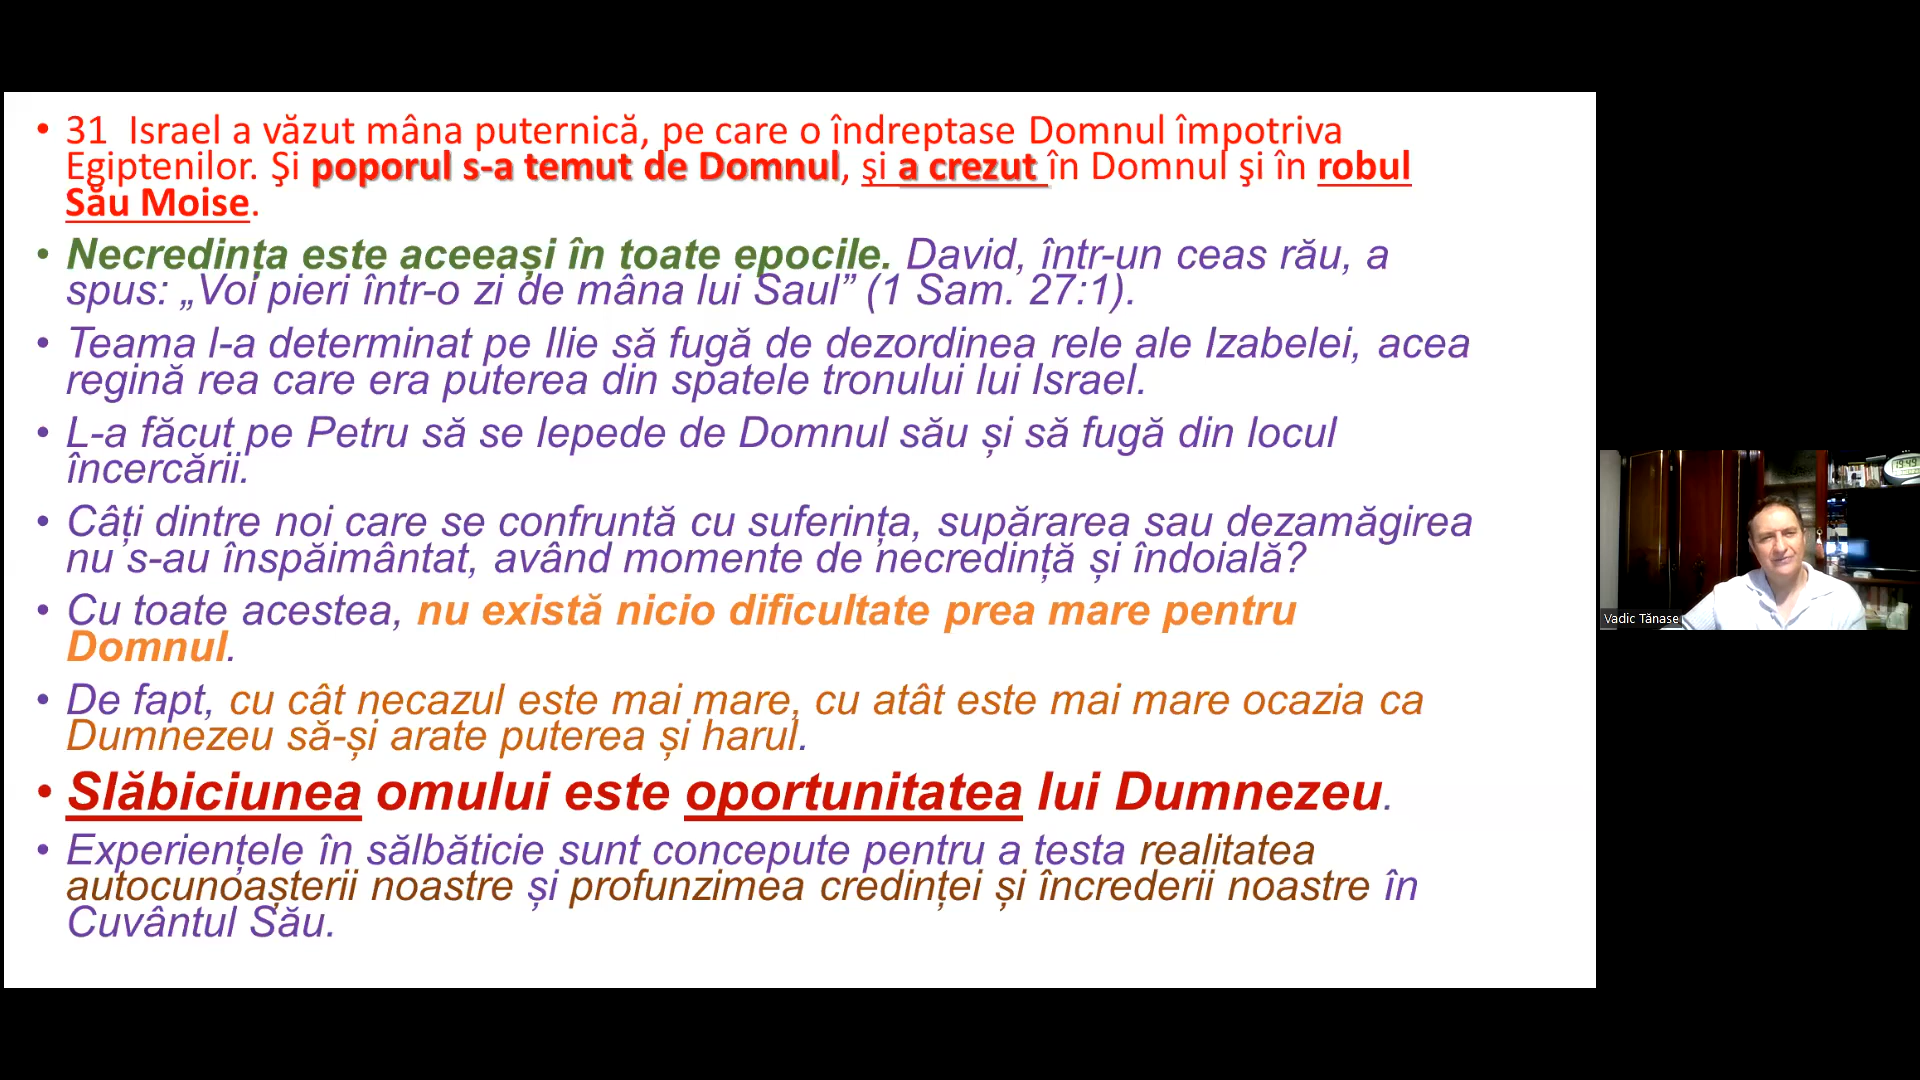 • 31  Israel a văzut mâna puternică, pe care o îndreptase Domnul împotriva
Egiptenilor. Şi poporul s-a temut de Domnul, şi a crezut în Domnul şi în robul
Său Moise.
• Necredința este aceeași în toate epocile. David, într-un ceas rău, a
spus: „Voi pieri într-o zi de mâna lui Saul” (1 Sam. 27:1).
• Teama l-a determinat pe Ilie să fugă de dezordinea rele ale Izabelei, acea
regină rea care era puterea din spatele tronului lui Israel.
• L-a făcut pe Petru să se lepede de Domnul său și să fugă din locul
încercării.
• Câți dintre noi care se confruntă cu suferința, supărarea sau dezamăgirea
nu s-au înspăimântat, având momente de necredință și îndoială?
• Cu toate acestea, nu există nicio dificultate prea mare pentru
Domnul.
• De fapt, cu cât necazul este mai mare, cu atât este mai mare ocazia ca
Dumnezeu să-și arate puterea și harul.
• Slăbiciunea omului este oportunitatea lui Dumnezeu.
• Experiențele în sălbăticie sunt concepute pentru a testa realitatea
autocunoașterii noastre și profunzimea credinței și încrederii noastre în
Cuvântul Său.
19:49
Vadic Tănase